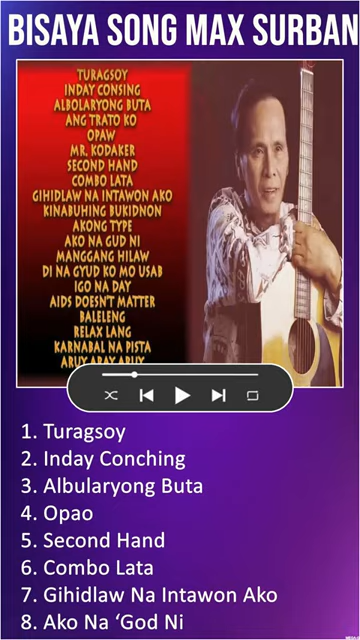 BISAYA SONG MAX SURBAN
TURAGSOY
INDAY CONSING
ALBOLARYONG BUTA
ANG TRATO KO
OPAW
MR. KODAKER
SECOND HAND
COMBO LATA
GIHIDLAW NA INTAWON AKO
KINABUHING BUKIDNON
AKONG TYPE
AKO NA GUD NI
MANGGANG HILAW
DI NA GYUD KO MO USAB
IGO NA DAY
AIDS DOESN'T MATTER
BALELENG
RELAX LANG
KARNABAL NA PISTA
ARUY ARAY ARUY
1. Turagsoy
2. Inday Conching
3. Albularyong Buta
4. Opao
5. Second Hand
6. Combo Lata
7. Gihidlaw Na Intawon Ako
8. Ako Na ‘God Ni